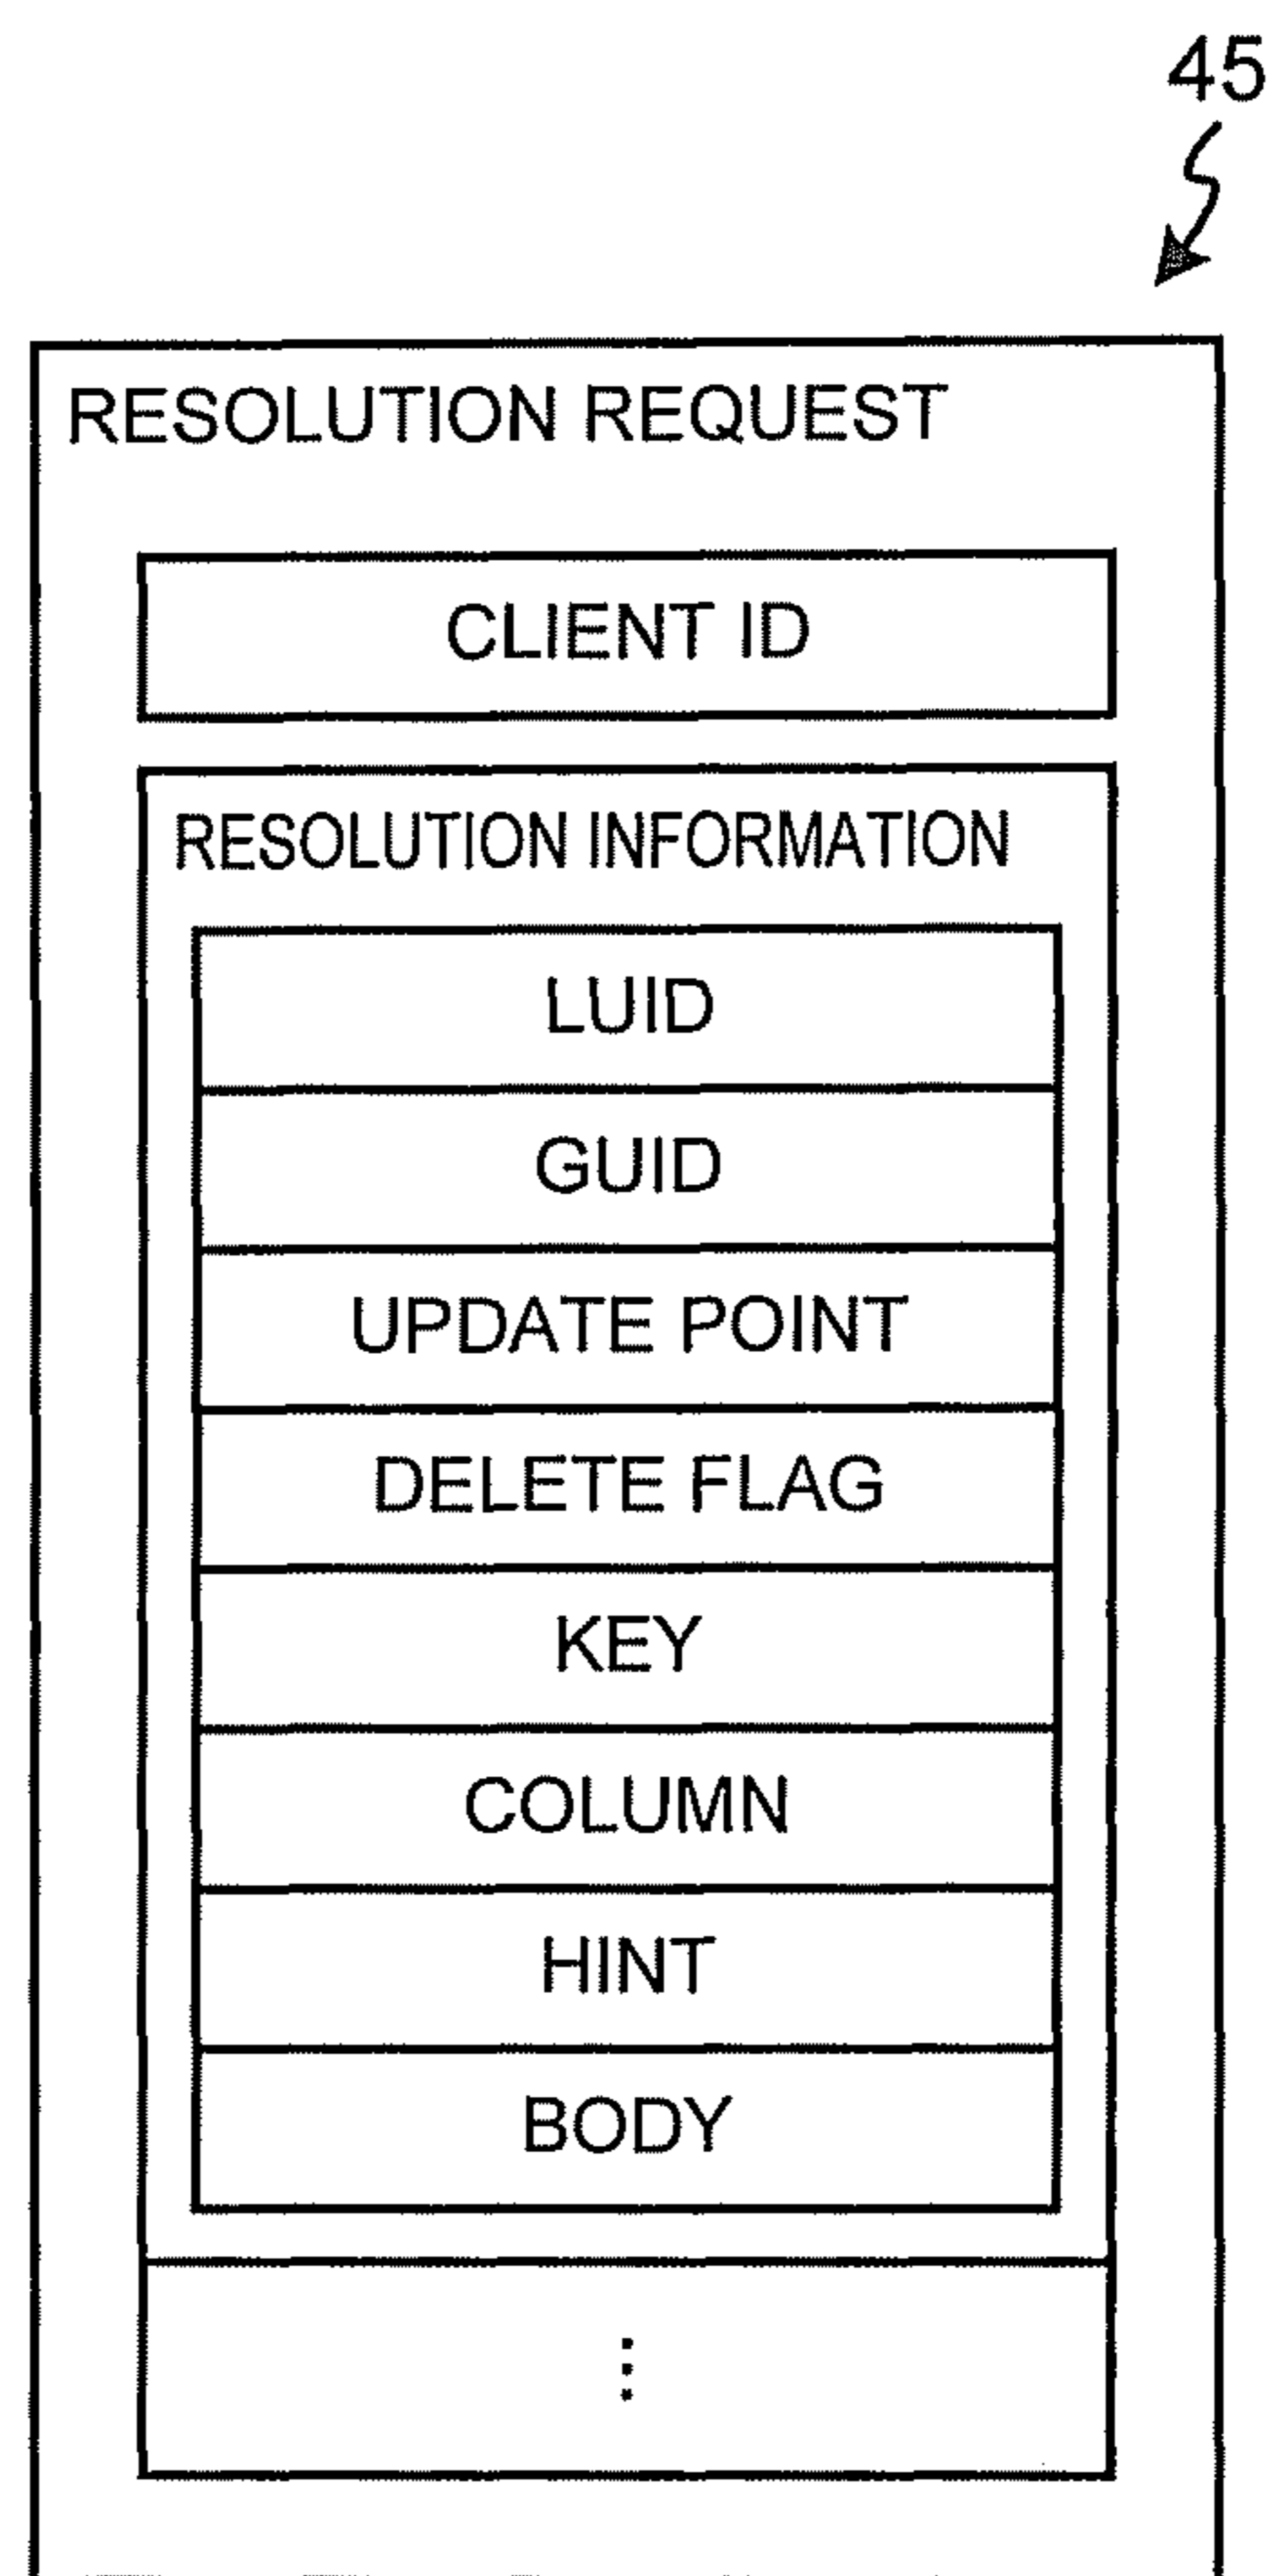 45
RESOLUTION REQUEST
CLIENT ID
RESOLUTION INFORMATION
LUID
GUID
UPDATE POINT
DELETE FLAG
KEY
COLUMN
HINT
BODY
⋮